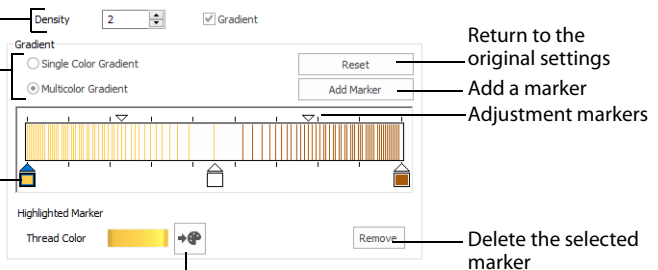 Density 2 Gradient
Gradient
Single Color Gradient Reset
Multicolor Gradient Add Marker
Highlighted Marker
Thread Color Remove
Return to the
original settings
Add a marker
Adjustment markers
Delete the selected
marker